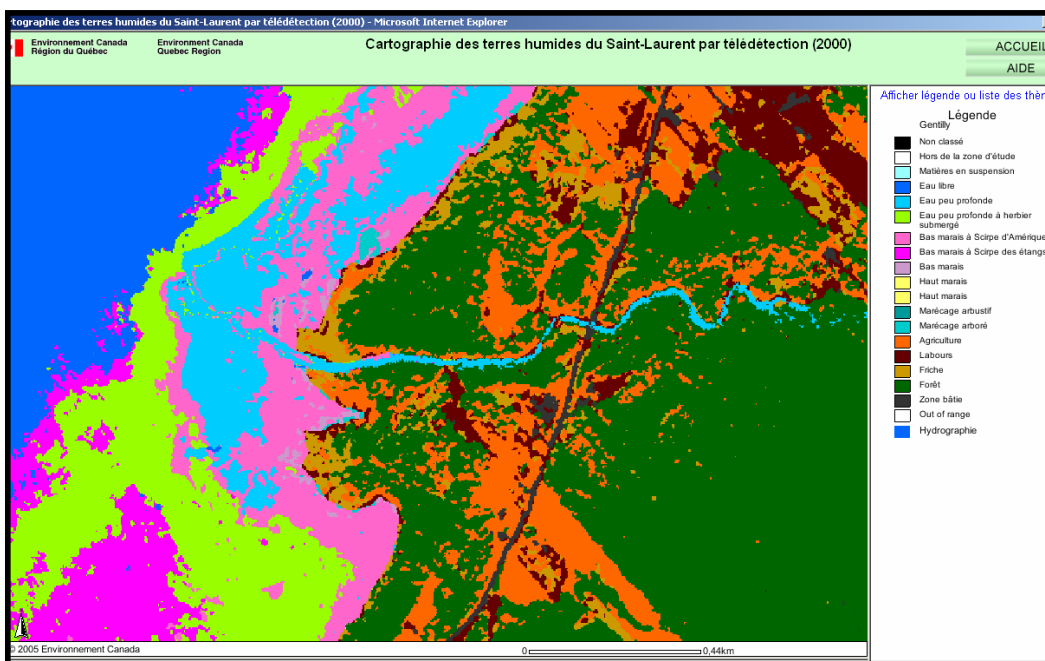 tographie des terres humides du Saint-Laurent par télédétection (2000) - Microsoft Internet Explorer
Environnement Canada
Région du Québec
Environment Canada
Quebec Region
Cartographie des terres humides du Saint-Laurent par télédétection (2000)
ACCUEIL
AIDE
Afficher légende ou liste des thèm
Légende
Gentilly
Non classé
Hors de la zone d'étude
Matières en suspension
Eau libre
Eau peu profonde
Eau peu profonde à herbier
submergé
Bas marais à Scirpe d'Amérique
Bas marais à Scirpe des étangs
Bas marais
Haut marais
Haut marais
Marécage arbustif
Marécage arboré
Agriculture
Labours
Friche
Forêt
Zone bâtie
Out of range
Hydrographie
© 2005 Environnement Canada
0
0,44km